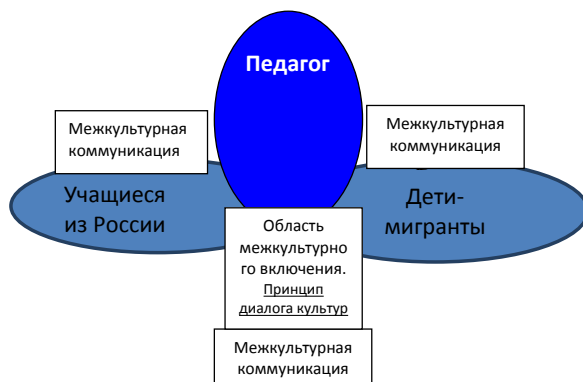 Педагог
Межкультурная
коммуникация
Межкультурная
коммуникация
Учащиеся
из России
Дети-
мигранты
Область
межкультурно
го включения.
Принцип
диалога культур
Межкультурная
коммуникация